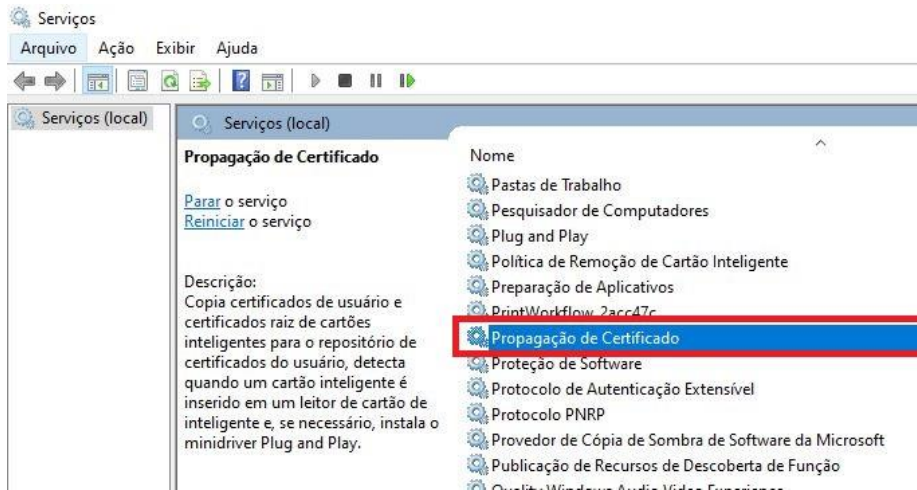 Serviços
Arquivo Ação Exibir Ajuda
Serviços (local)
Serviços (local)
Propagação de Certificado
Parar o serviço
Reiniciar o serviço
Descrição:
Copia certificados de usuário e
certificados raiz de cartões
inteligentes para o repositório de
certificados do usuário, detecta
quando um cartão inteligente é
inserido em um leitor de cartão de
inteligente e, se necessário, instala o
minidriver Plug and Play.
Nome
Pastas de Trabalho
Pesquisador de Computadores
Plug and Play
Política de Remoção de Cartão Inteligente
Preparação de Aplicativos
PrintWorkflow_2acc47c
Propagação de Certificado
Proteção de Software
Protocolo de Autenticação Extensível
Protocolo PNRP
Provedor de Cópia de Sombra de Software da Microsoft
Publicação de Recursos de Descoberta de Função
Quality Windows Audio Video Experience